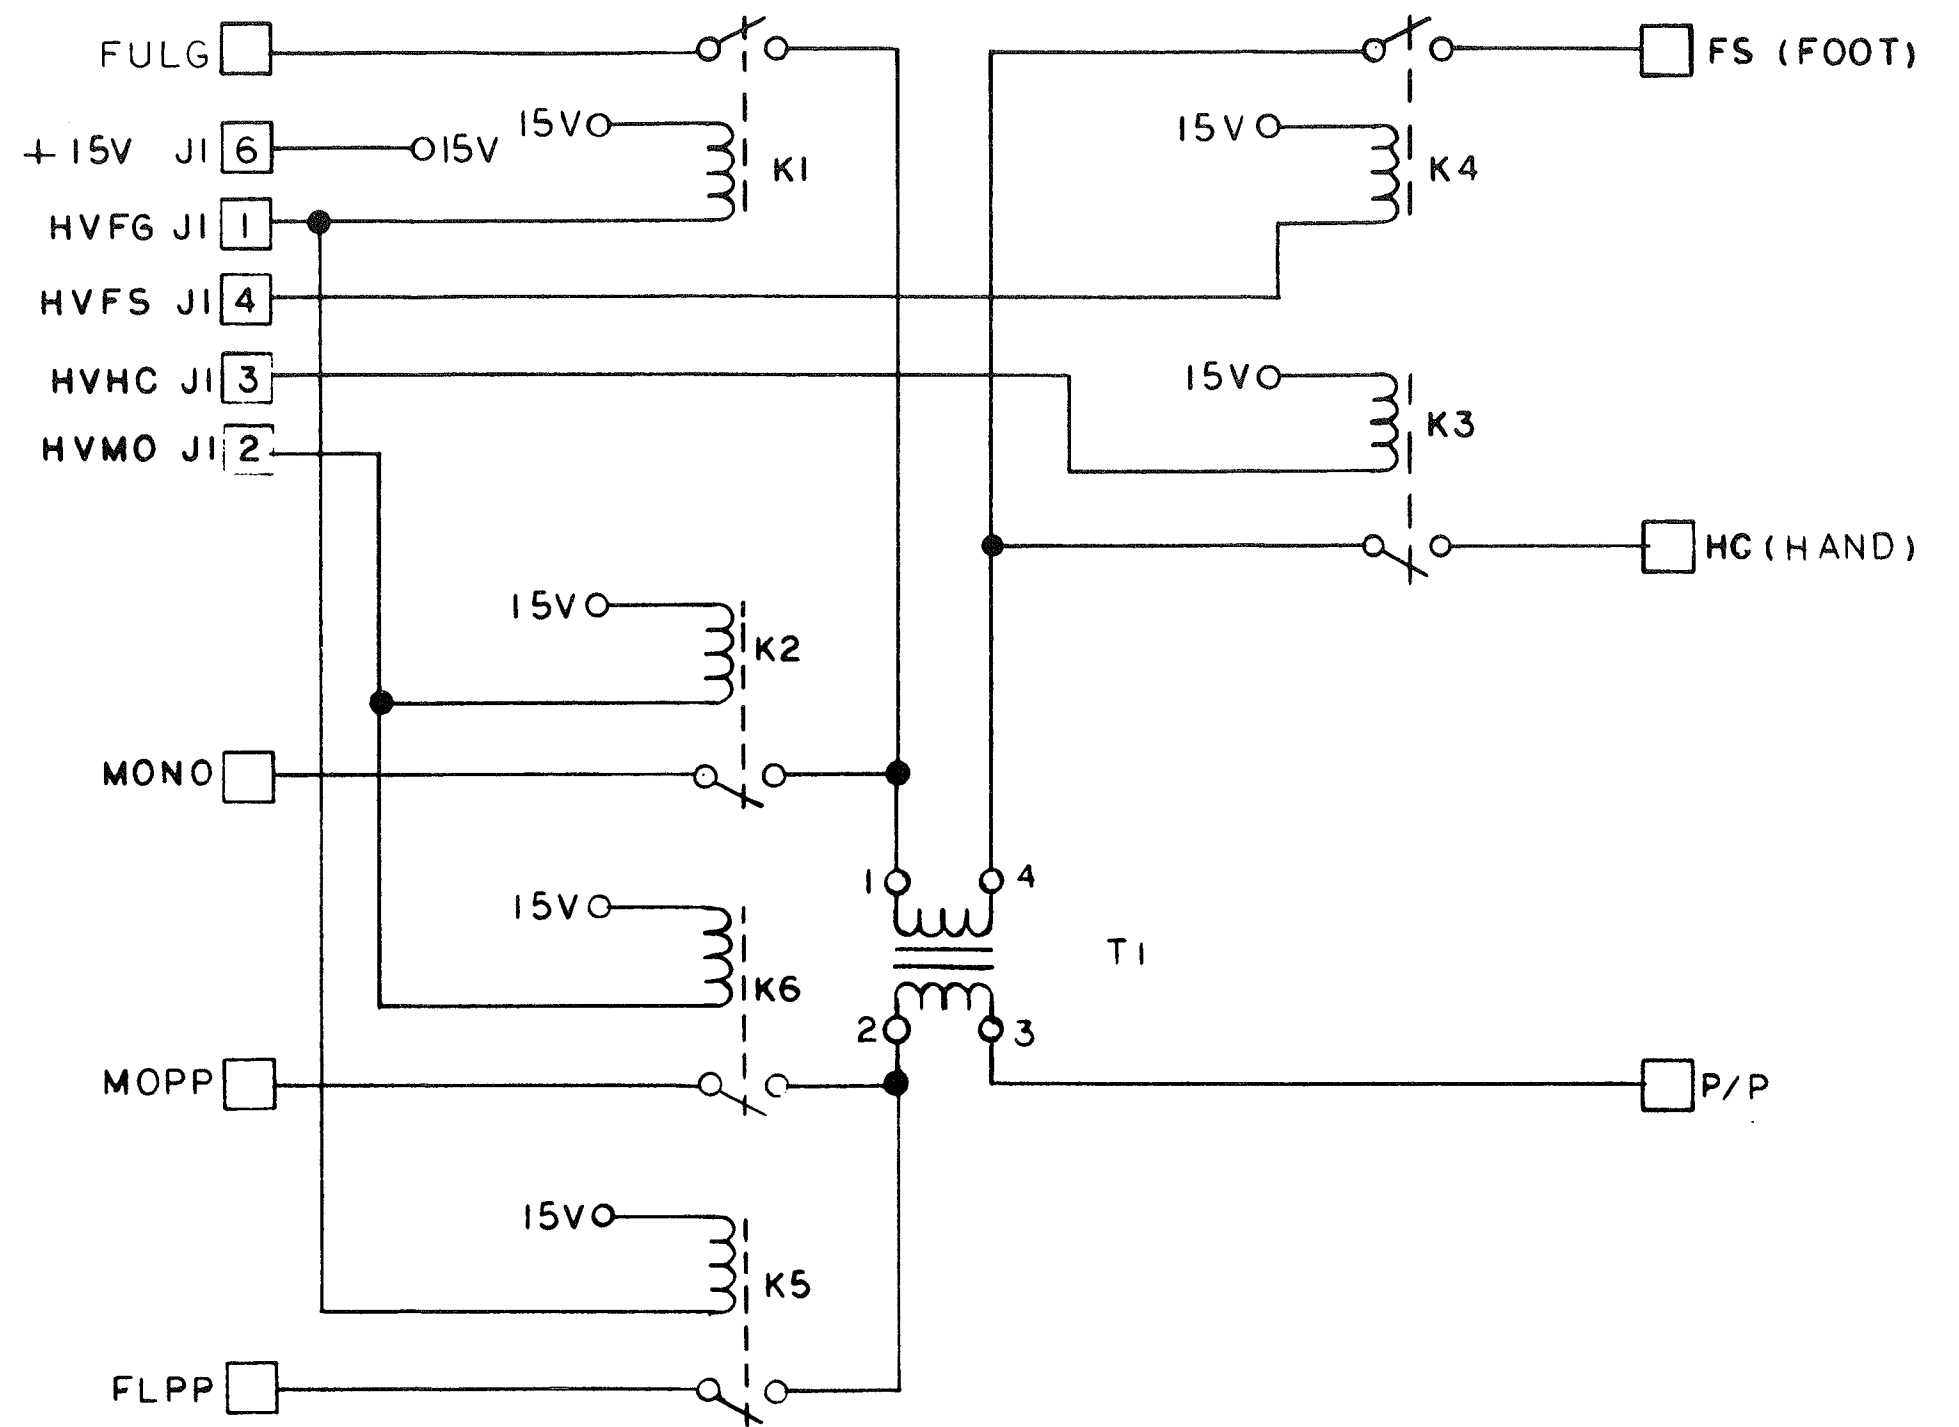 FULG
FS (FOOT)
+15V J1 6
15V
15V
K1
15V
K4
HVFG J1 1
HVFS J1 4
HVHC J1 3
15V
K3
HVMO J1 2
HC (HAND)
15V
K2
MONO
1
4
15V
T1
K6
2
3
MOPP
P/P
15V
K5
FLPP